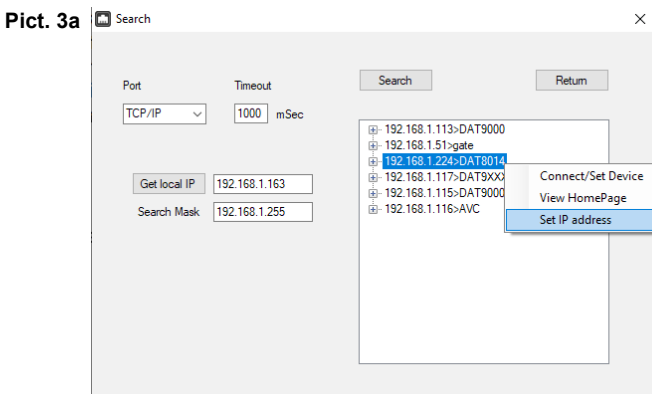 Pict. 3a
Search
Port
Timeout
Search
Return
TCP/IP
1000 mSec
192.168.1.113>DAT9000
192.168.1.51>gate
192.168.1.224>DAT8014
192.168.1.117>DAT9XX
192.168.1.115>DAT9000
192.168.1.116>AVC
Connect/Set Device
View HomePage
Set IP address
Get local IP 192.168.1.163
Search Mask 192.168.1.255